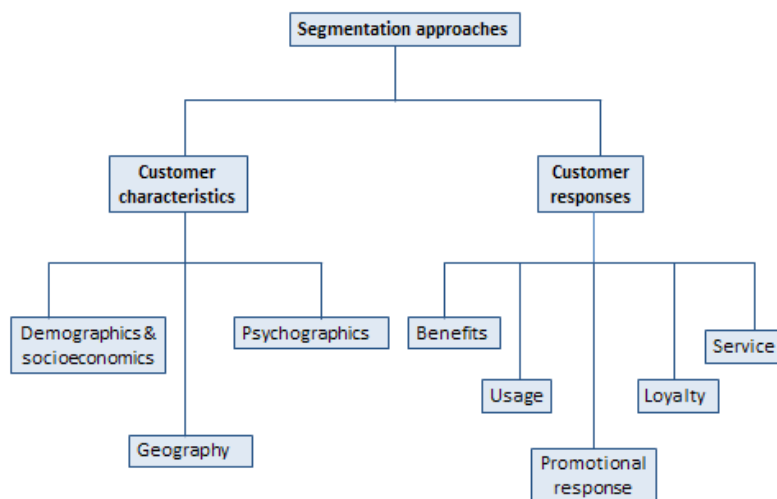 Segmentation approaches
Customer
characteristics
Customer
responses
Demographics &
socioeconomics
Psychographics
Geography
Benefits
Usage
Promotional
response
Loyalty
Service